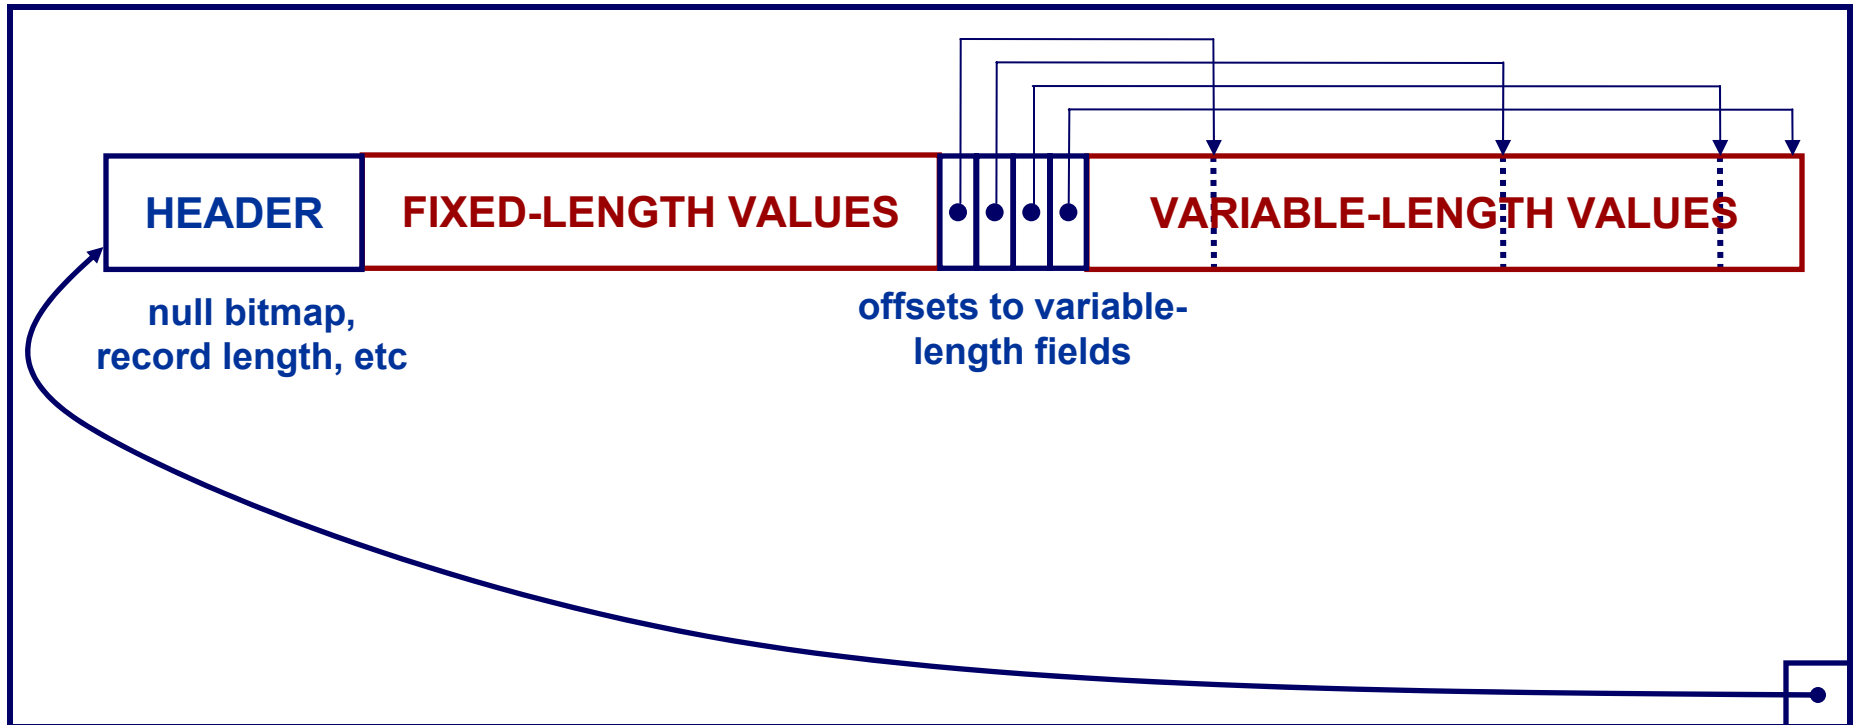 HEADER
FIXED-LENGTH VALUES
VARIABLE-LENGTH VALUES
null bitmap,
record length, etc
offsets to variable-
length fields